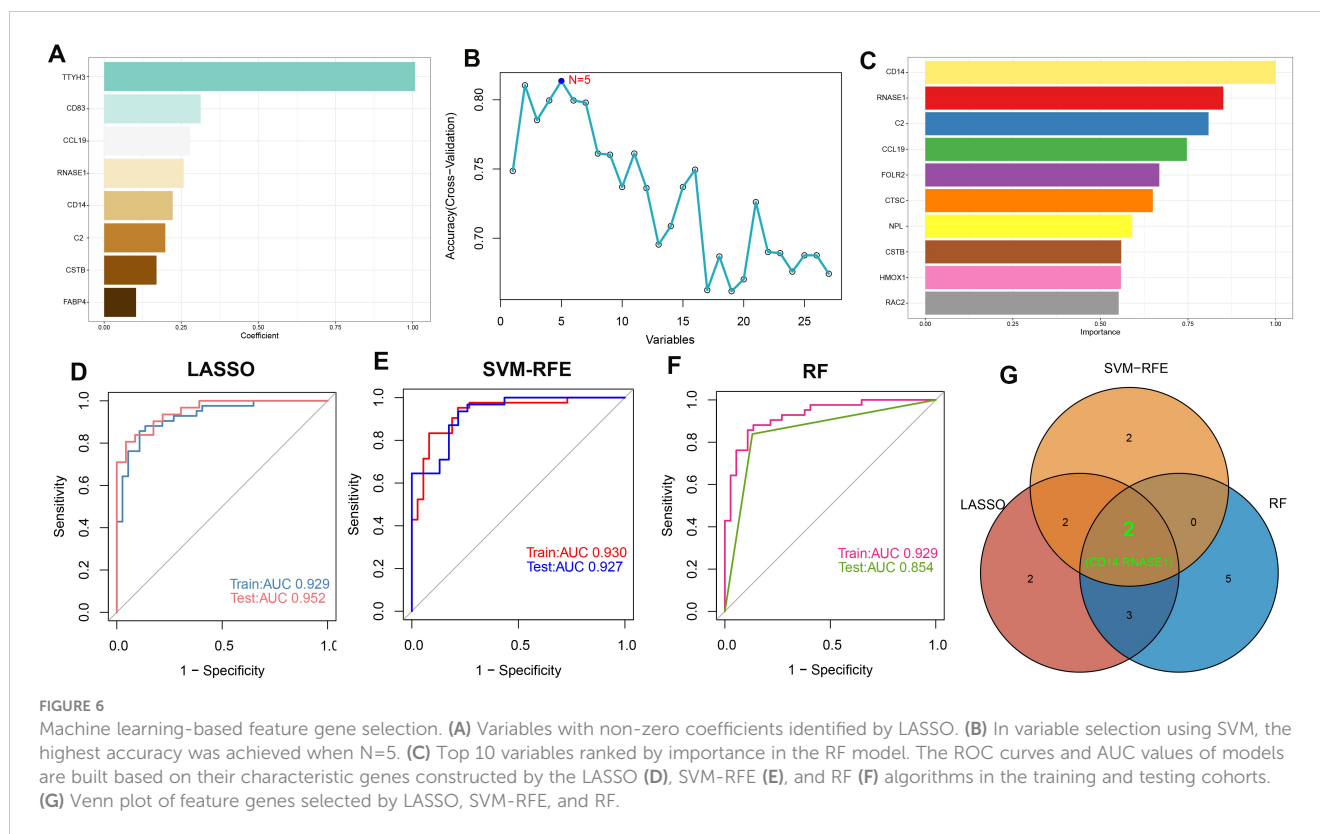 A
TTYH3
CD83
CCL19
RNASE1
CD14
C2
CSTB
FABP4
0.00 0.25 0.50 0.75 1.00
Coefficient
B
N=5
Accuracy(Cross−Validation)
0.80
0.75
0.70
0 5 10 15 20 25
Variables
C
CD14
RNASE1
C2
CCL19
FOLR2
CTSC
NPL
CSTB
HMOX1
RAC2
0.00 0.25 0.50 0.75 1.00
Importance
D
LASSO
Sensitivity
1.0
0.8
0.6
0.4
0.2
0.0
Train:AUC 0.929
Test:AUC 0.952
0.0 0.5 1.0
1 − Specificity
E
SVM-RFE
Sensitivity
1.0
0.8
0.6
0.4
0.2
0.0
Train:AUC 0.930
Test:AUC 0.927
0.0 0.5 1.0
1 − Specificity
F
RF
Sensitivity
1.0
0.8
0.6
0.4
0.2
0.0
Train:AUC 0.929
Test:AUC 0.854
0.0 0.5 1.0
1 − Specificity
G
SVM−RFE
2
LASSO
RF
2
2
0
(CD14 RNASE1)
2
5
3
FIGURE 6
Machine learning-based feature gene selection. (A) Variables with non-zero coefficients identified by LASSO. (B) In variable selection using SVM, the
highest accuracy was achieved when N=5. (C) Top 10 variables ranked by importance in the RF model. The ROC curves and AUC values of models
are built based on their characteristic genes constructed by the LASSO (D), SVM-RFE (E), and RF (F) algorithms in the training and testing cohorts.
(G) Venn plot of feature genes selected by LASSO, SVM-RFE, and RF.